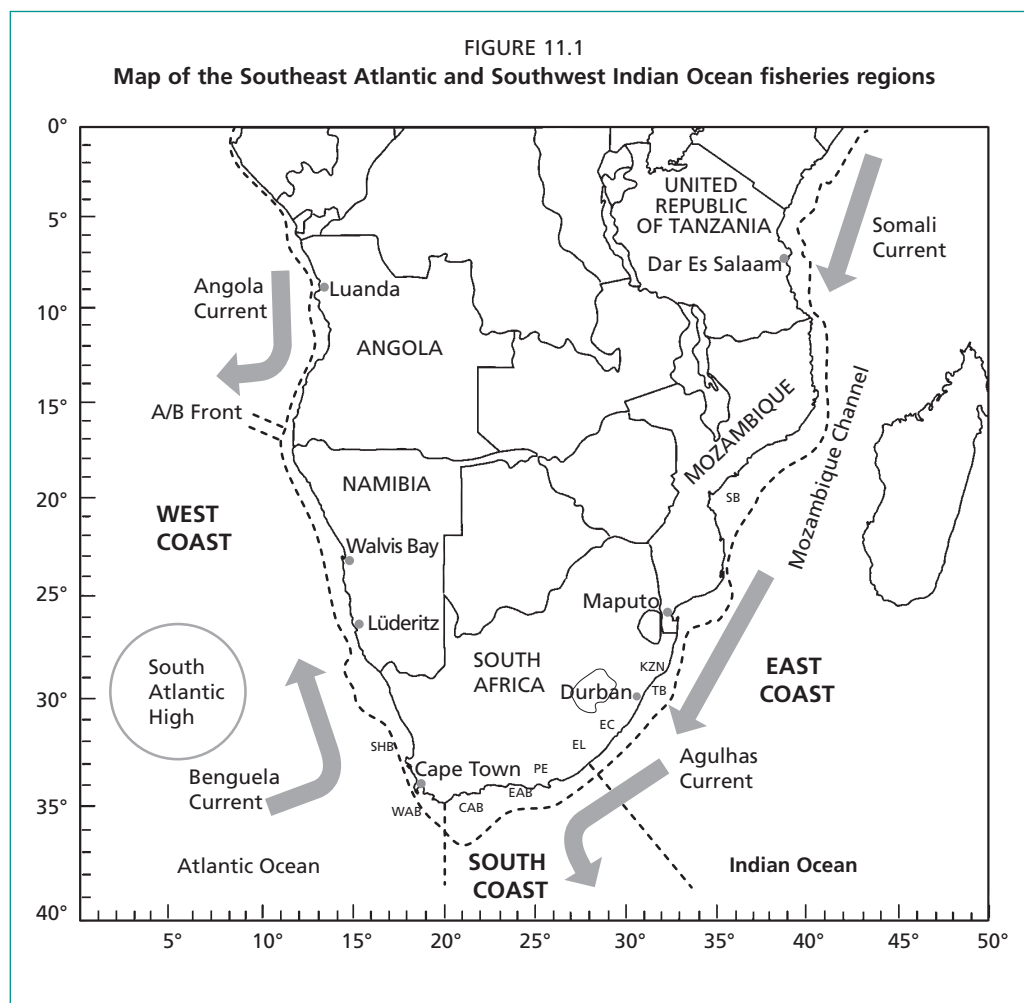 FIGURE 11.1
Map of the Southeast Atlantic and Southwest Indian Ocean fisheries regions
0°
5°
10°
15°
20°
25°
30°
35°
40°
UNITED
REPUBLIC
OF TANZANIA
Dar Es Salaam
Somali
Current
Angola
Current
Luanda
ANGOLA
A/B Front
MOZAMBIQUE
Mozambique Channel
NAMIBIA
SB
WEST
COAST
Walvis Bay
Maputo
Lüderitz
South
Atlantic
High
SOUTH
AFRICA
KZN
Durban
TB
EAST
COAST
EC
EL
SHB
Agulhas
Current
Benguela
Current
Cape Town
PE
EAB
WAB
CAB
Atlantic Ocean
SOUTH
COAST
Indian Ocean
5°
10°
15°
20°
25°
30°
35°
40°
45°
50°